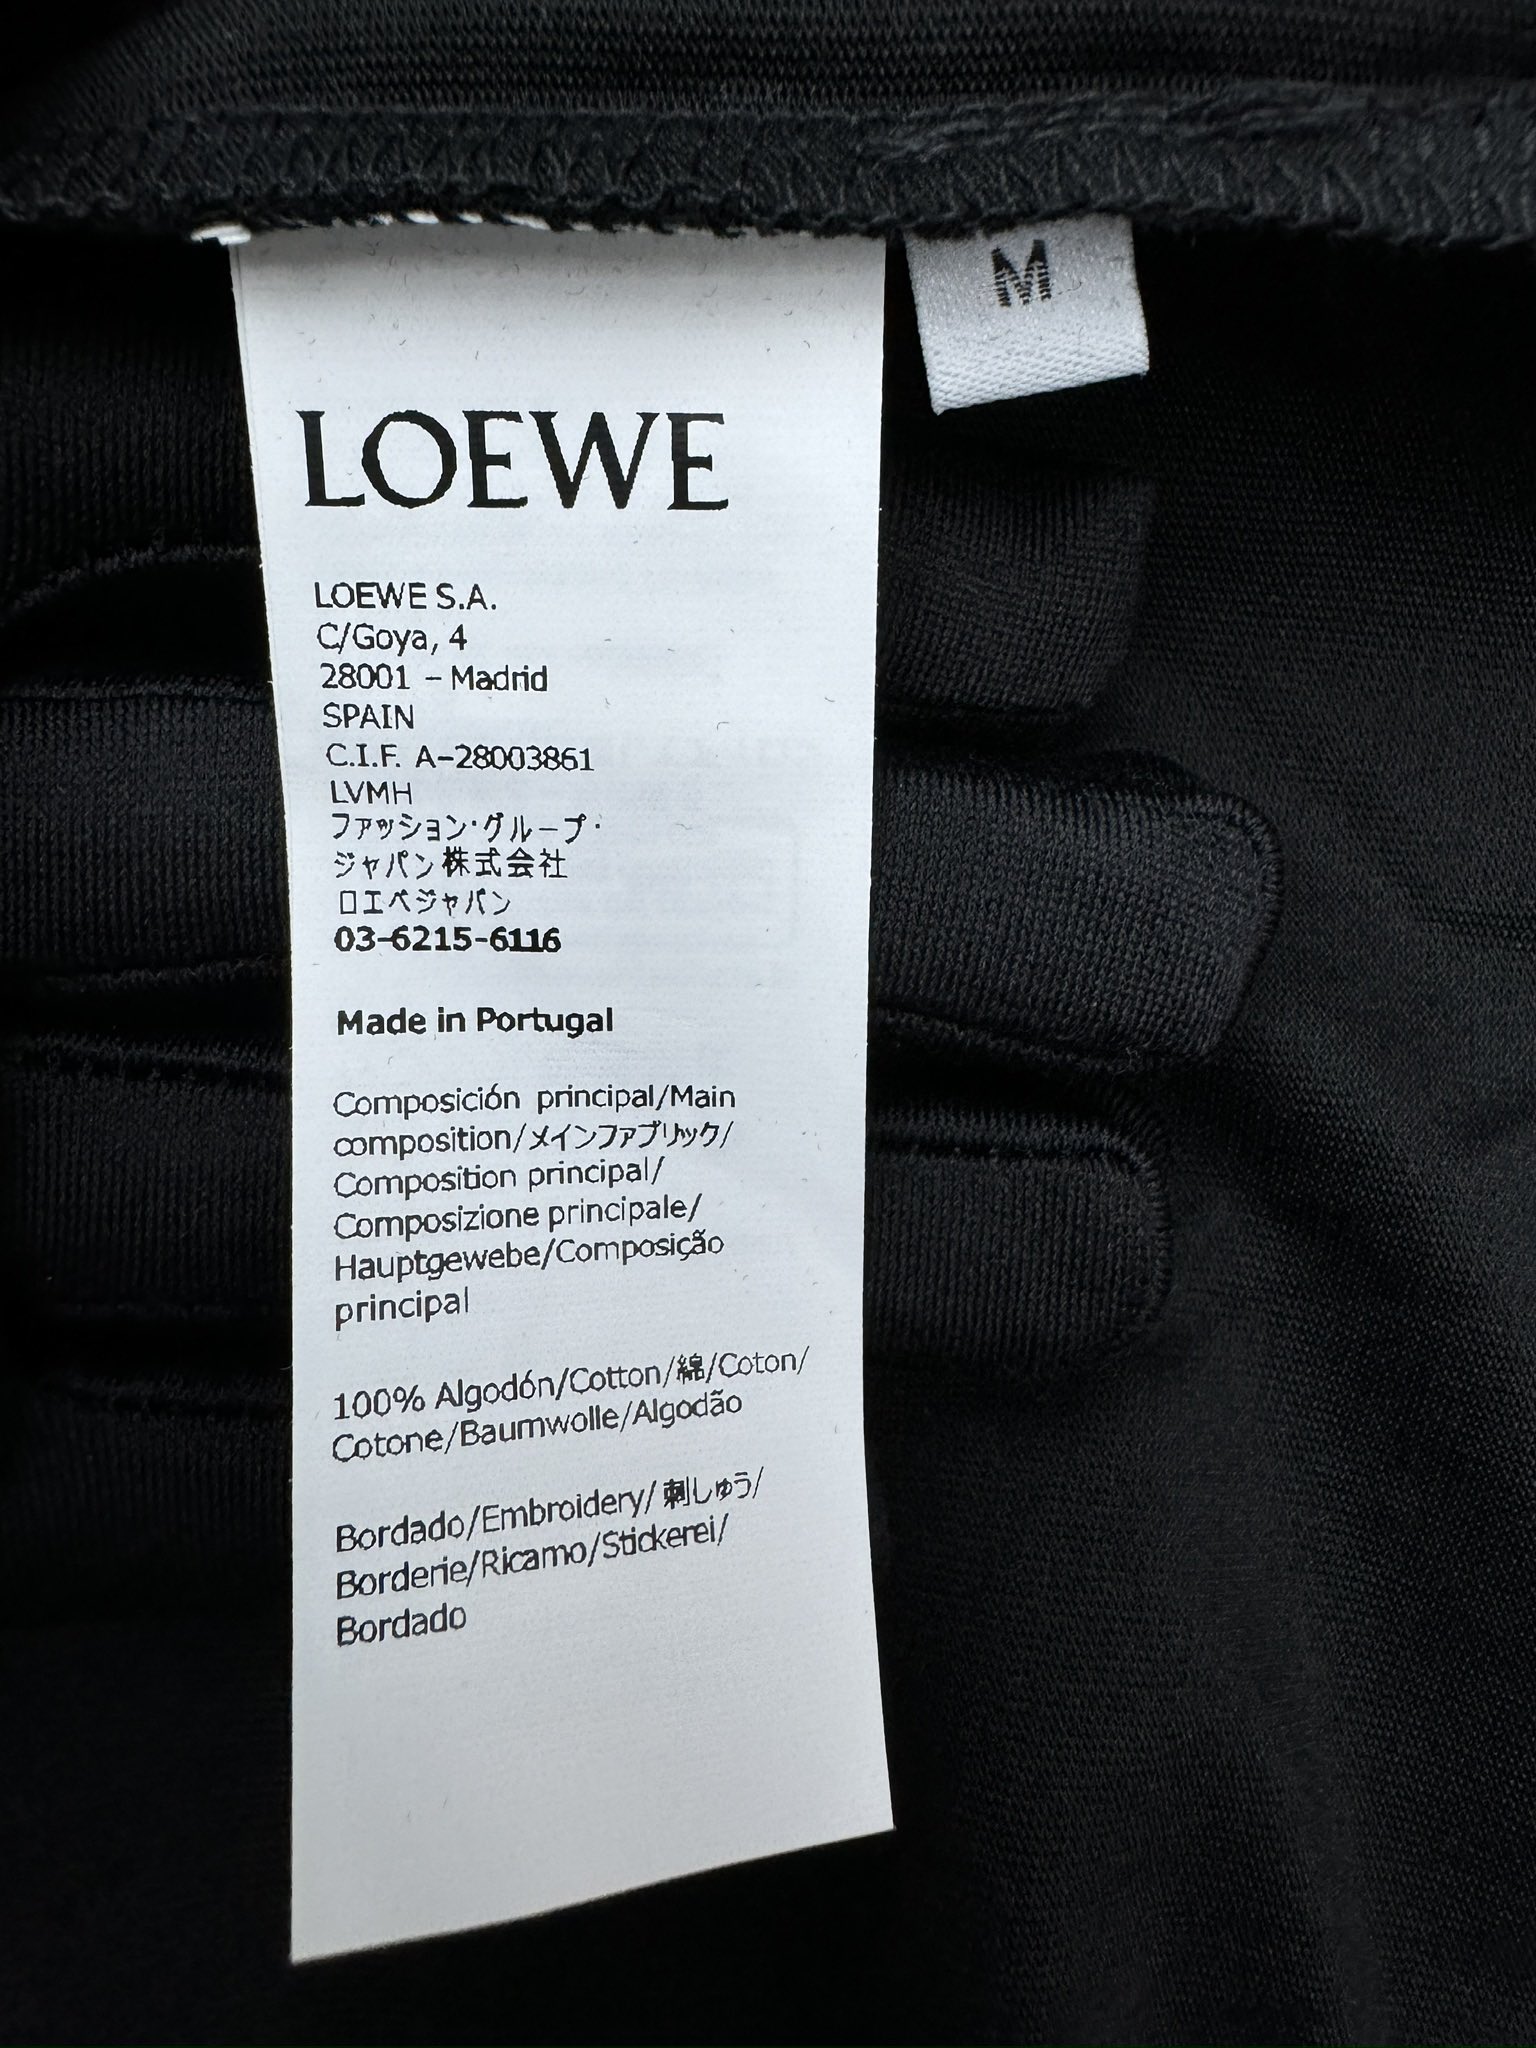 M
LOEWE
LOEWE S.A.
C/Goya, 4
28001 - Madrid
SPAIN
C.I.F. A-28003861
LVMH
ファッション・グループ・
ジャパン株式会社
ロエベジャパン
03-6215-6116
Made in Portugal
Composición principal/Main
composition/メインファブリック/
Composition principal/
Composizione principale/
Hauptgewebe/Composição
principal
100% Algodón/Cotton/綿/Coton/
Cotone/Baumwolle/Algodão
Bordado/Embroidery/刺しゅう/
Borderie/Ricamo/Stickerei/
Bordado